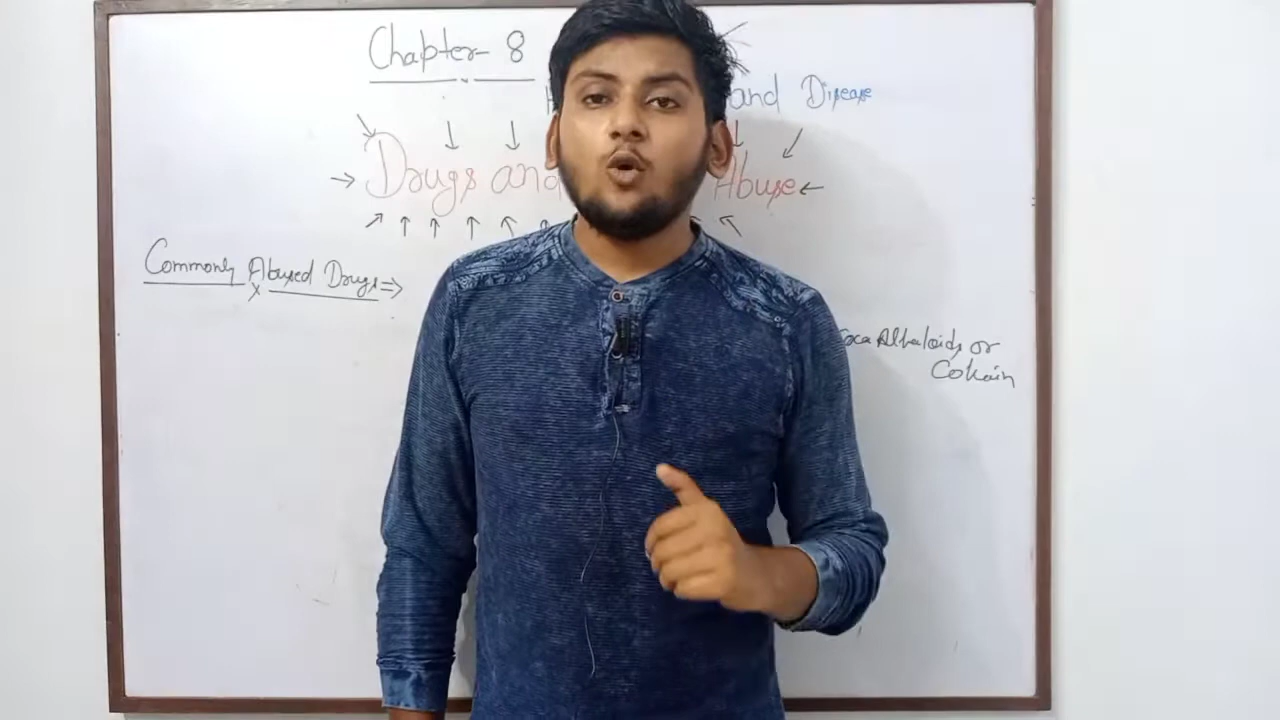 Chapter- 8
and Disease
Drugs and Abuse
Commonly Abused Drugs
Coca Alkaloids or
Cokain